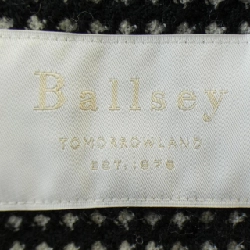 Ballsey
TOMORROWLAND
EST. 1978